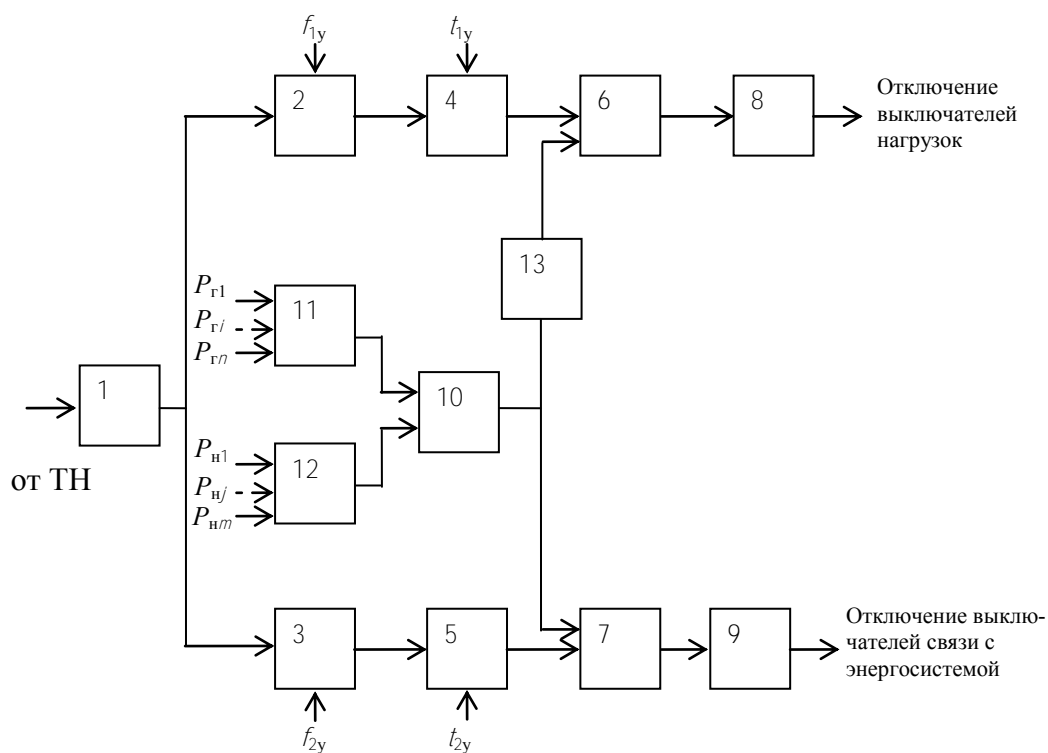 f1у t1у
2 4 6 8
Отключение
выключателей
нагрузок
13
Pг1
Pгi
Pгn
11
1
10
от ТН
Pн1
Pнj
Pнm
12
3 5 7 9
Отключение выклю-
чателей связи с
энергосистемой
f2у t2у